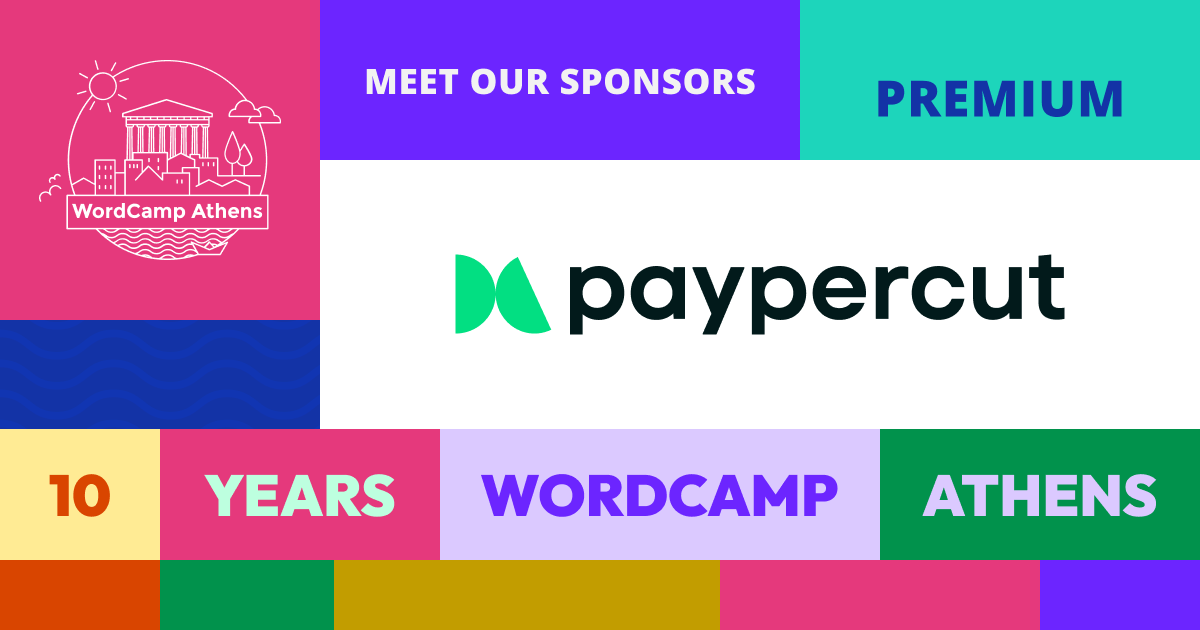 MEET OUR SPONSORS
PREMIUM
WordCamp Athens
paypercut
10 YEARS WORDCAMP ATHENS